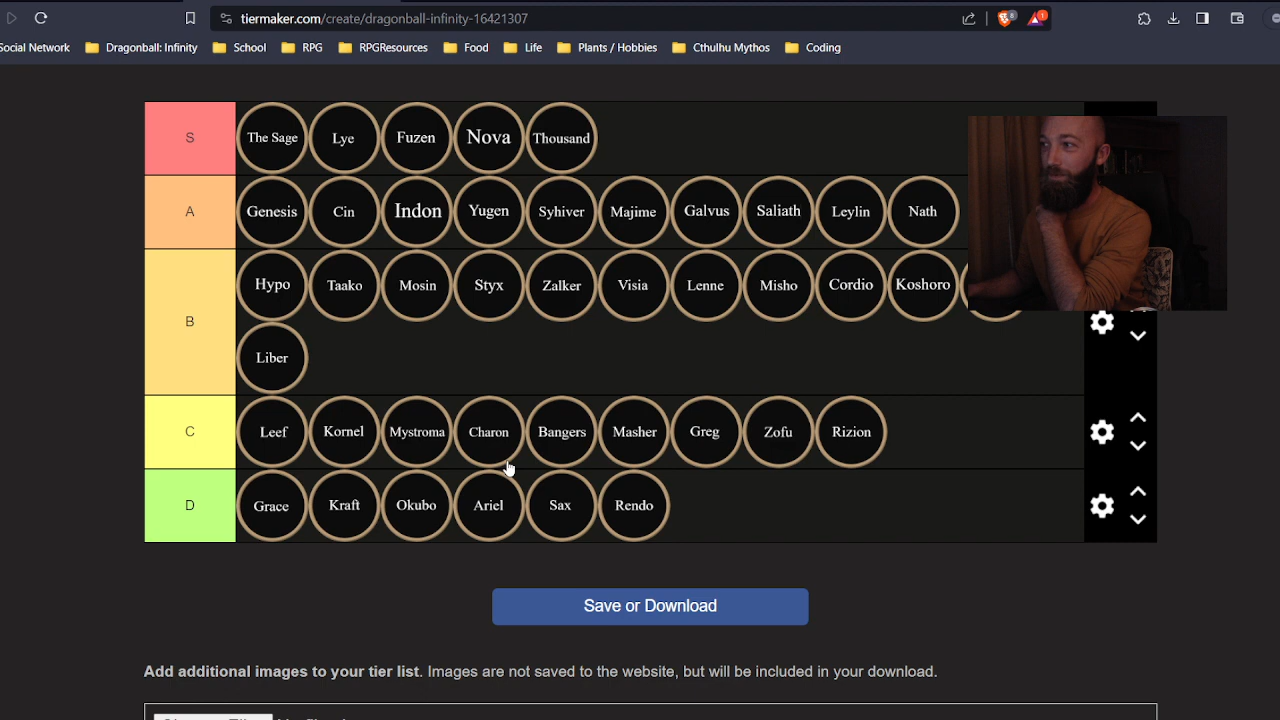 tiermaker.com/create/dragonball-infinity-16421307
8
1
Social Network
Dragonball: Infinity
School
RPG
RPGResources
Food
Life
Plants / Hobbies
Cthulhu Mythos
Coding
S
The Sage
Lye
Fuzen
Nova
Thousand
A
Genesis
Cin
Indon
Yugen
Syhiver
Majime
Galvus
Saliath
Leylin
Nath
B
Hypo
Taako
Mosin
Styx
Zalker
Visia
Lenne
Misho
Cordio
Koshoro
Liber
C
Leef
Kornel
Mystroma
Charon
Bangers
Masher
Greg
Zofu
Rizion
D
Grace
Kraft
Okubo
Ariel
Sax
Rendo
Save or Download
Add additional images to your tier list. Images are not saved to the website, but will be included in your download.